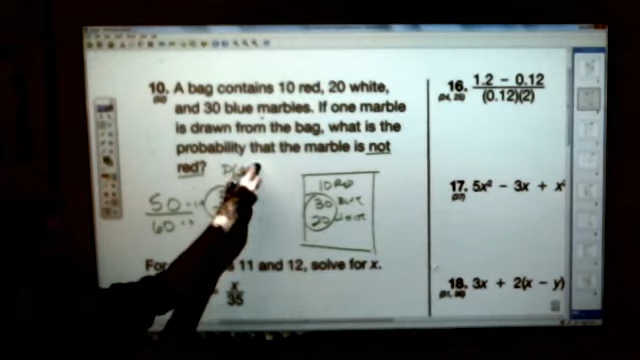 10. A bag contains 10 red, 20 white,
and 30 blue marbles. If one marble
is drawn from the bag, what is the
probability that the marble is not
red?
50
60
10 RED
30 BLUE
20
For 11 and 12, solve for x.
x
35
16. 1.2 − 0.12
(0.12)(2)
17. 5x² − 3x + x
18. 3x + 2(x − y)